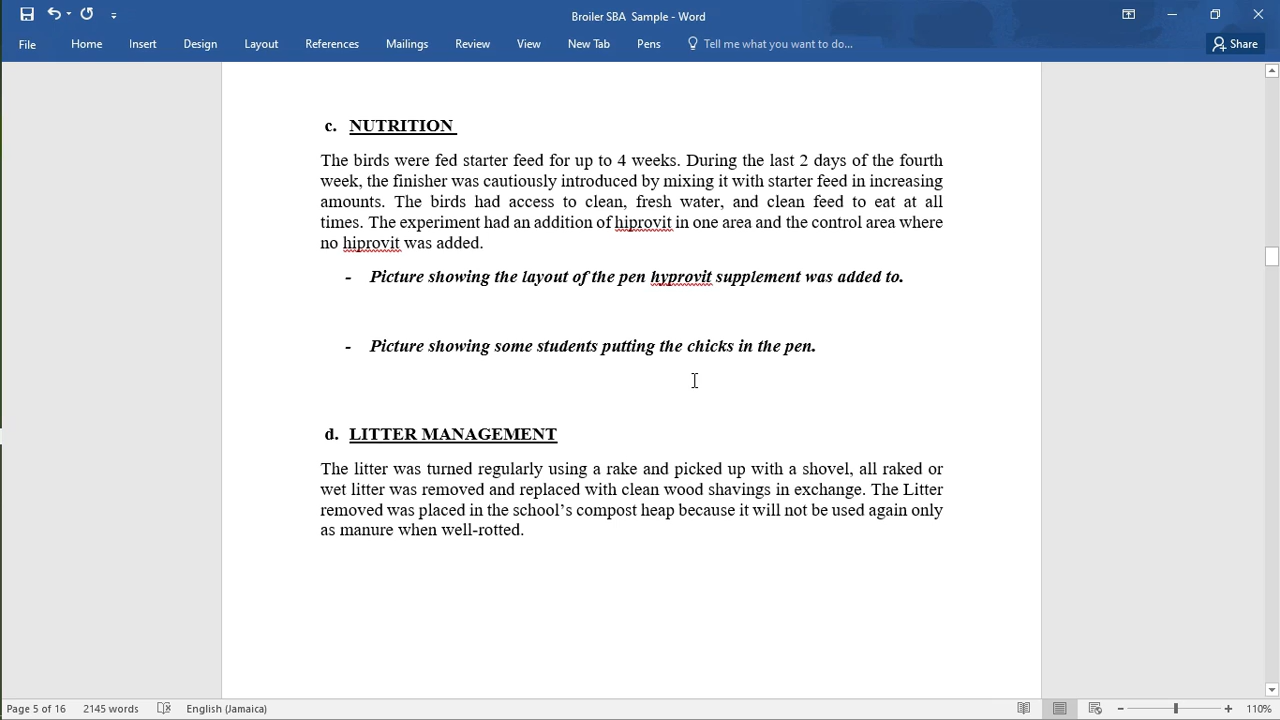 Broiler SBA  Sample - Word
File Home Insert Design Layout References Mailings Review View New Tab Pens Tell me what you want to do... Share
c. NUTRITION
The birds were fed starter feed for up to 4 weeks. During the last 2 days of the fourth
week, the finisher was cautiously introduced by mixing it with starter feed in increasing
amounts. The birds had access to clean, fresh water, and clean feed to eat at all
times. The experiment had an addition of hiprovit in one area and the control area where
no hiprovit was added.
- Picture showing the layout of the pen hyprovit supplement was added to.
- Picture showing some students putting the chicks in the pen.
d. LITTER MANAGEMENT
The litter was turned regularly using a rake and picked up with a shovel, all raked or
wet litter was removed and replaced with clean wood shavings in exchange. The Litter
removed was placed in the school’s compost heap because it will not be used again only
as manure when well-rotted.
Page 5 of 16 2145 words English (Jamaica) 110%